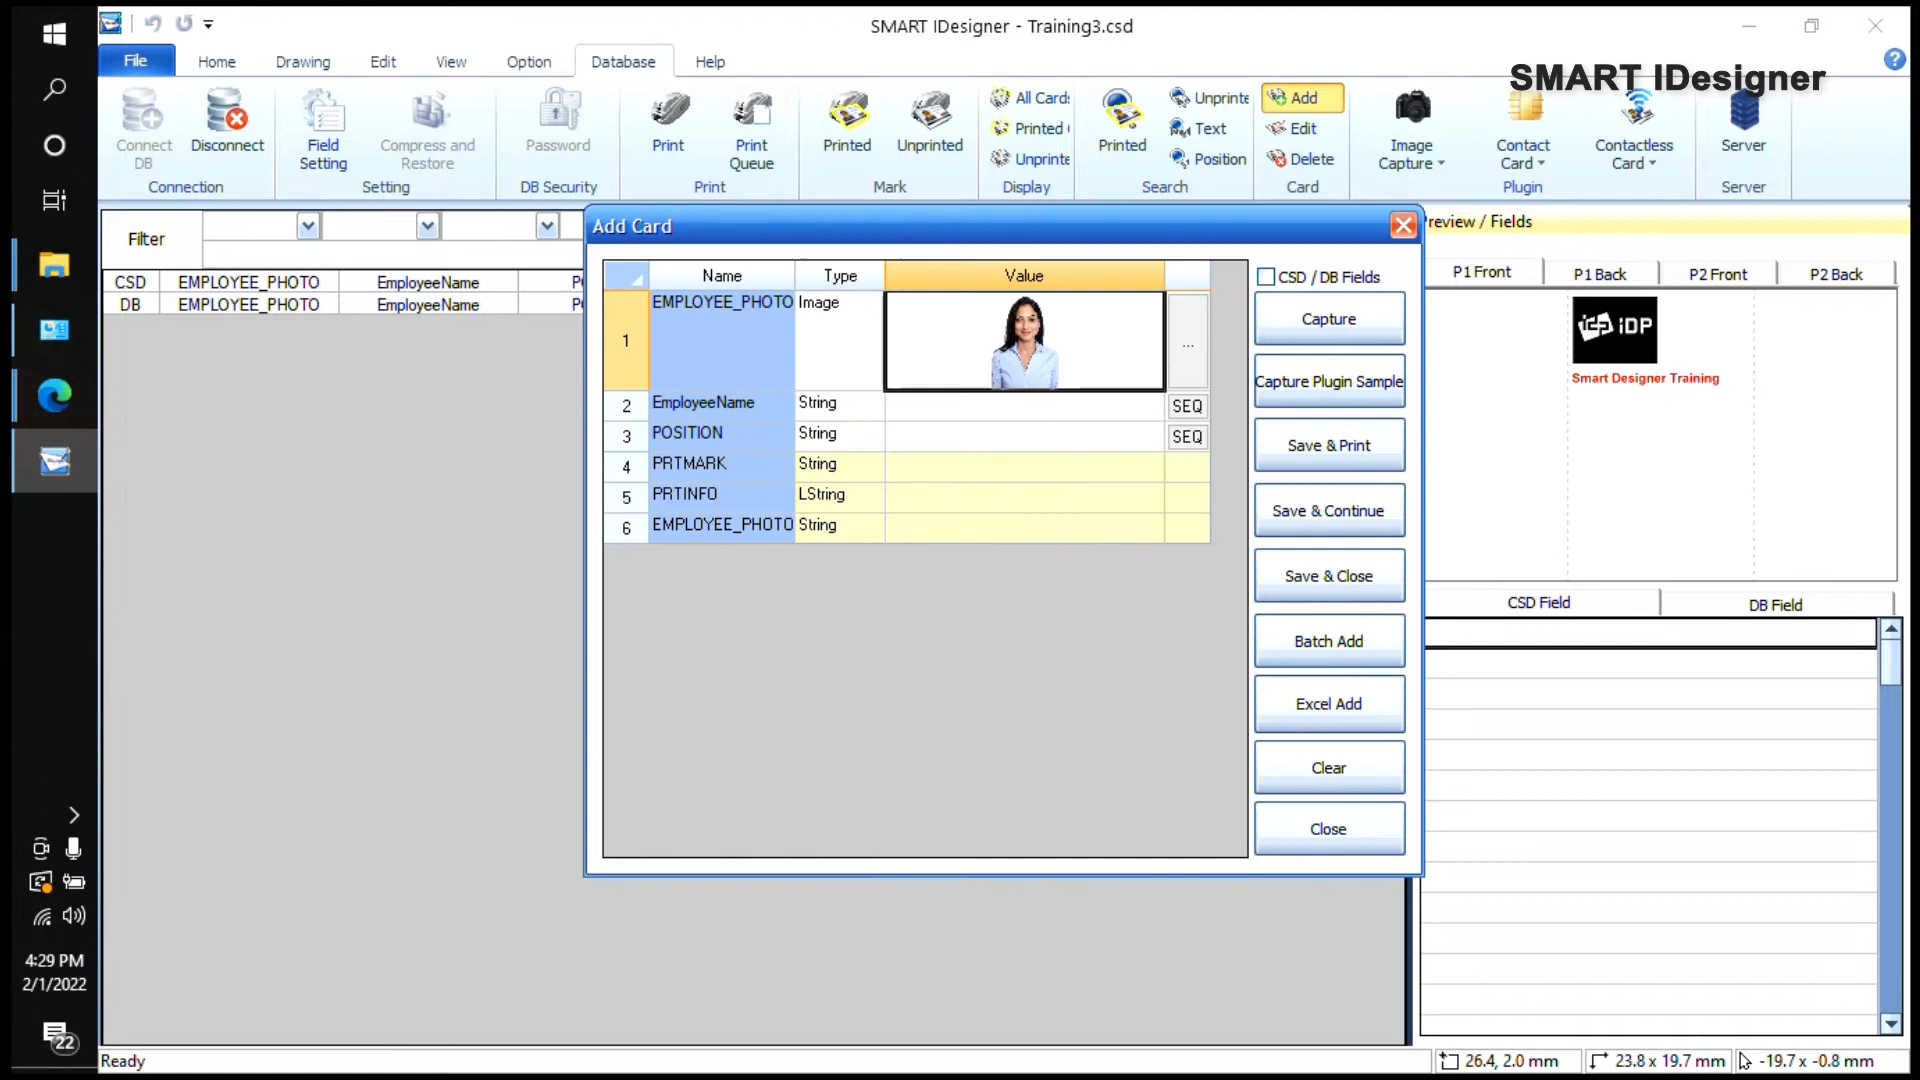 SMART IDesigner - Training3.csd
File Home Drawing Edit View Option Database Help
SMART IDesigner
Connect DB
Disconnect
Connection
Field Setting
Compress and Restore
Setting
Password
DB Security
Print
Print Queue
Print
Printed
Unprinted
Mark
All Card
Printed
Unprinte
Display
Printed
Unprinte
Text
Position
Search
Add
Edit
Delete
Card
Image Capture
Contact Card
Contactless Card
Plugin
Server
Server
Filter
CSD EMPLOYEE_PHOTO EmployeeName
DB EMPLOYEE_PHOTO EmployeeName
Add Card
Name Type Value
1 EMPLOYEE_PHOTO Image ...
2 EmployeeName String SEQ
3 POSITION String SEQ
4 PRTMARK String
5 PRTINFO LString
6 EMPLOYEE_PHOTO String
CSD / DB Fields
Capture
Capture Plugin Sample
Save & Print
Save & Continue
Save & Close
Batch Add
Excel Add
Clear
Close
review / Fields
P1 Front P1 Back P2 Front P2 Back
IDP
Smart Designer Training
CSD Field DB Field
4:29 PM
2/1/2022
22
Ready
26.4, 2.0 mm 23.8 x 19.7 mm -19.7 x -0.8 mm